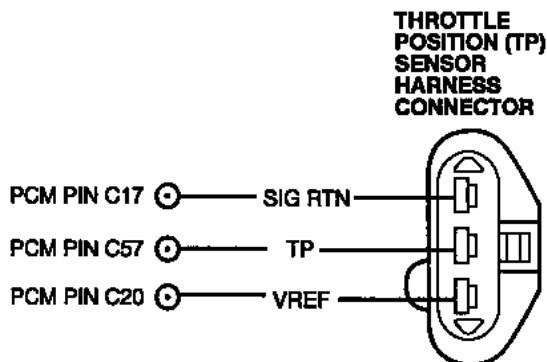 THROTTLE
POSITION (TP)
SENSOR
HARNESS
CONNECTOR
PCM PIN C17 SIG RTN
PCM PIN C57 TP
PCM PIN C20 VREF